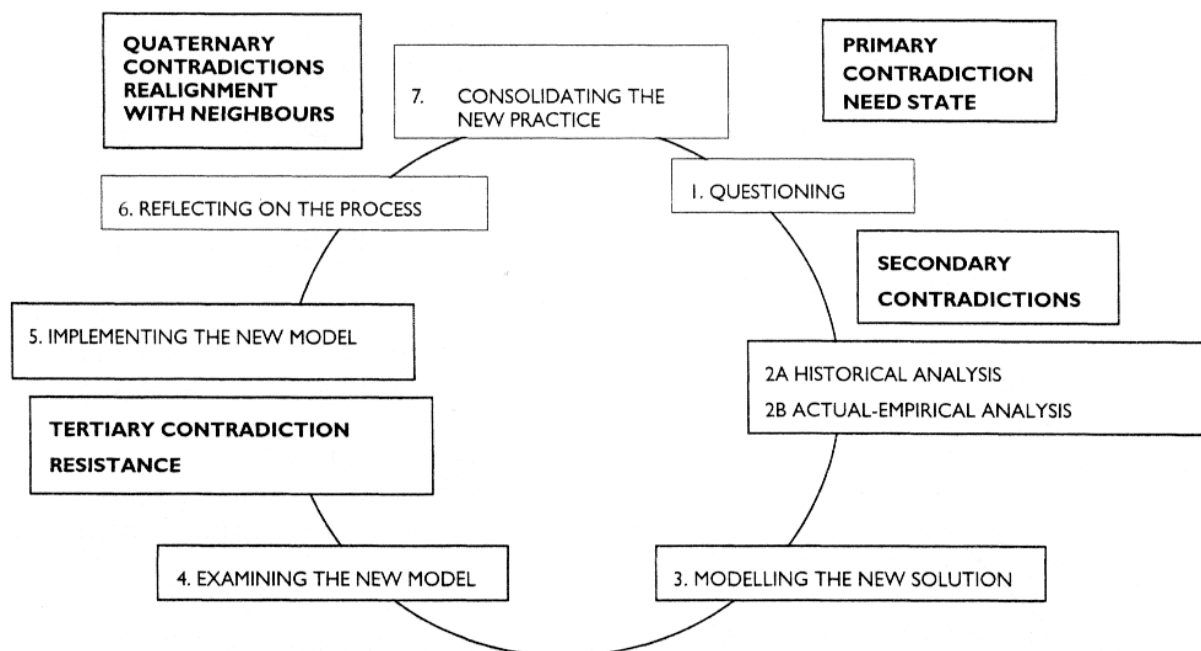 QUATERNARY
CONTRADICTIONS
REALIGNMENT
WITH NEIGHBOURS
PRIMARY
CONTRADICTION
NEED STATE
7. CONSOLIDATING THE
NEW PRACTICE
1. QUESTIONING
6. REFLECTING ON THE PROCESS
SECONDARY
CONTRADICTIONS
5. IMPLEMENTING THE NEW MODEL
2A HISTORICAL ANALYSIS
2B ACTUAL-EMPIRICAL ANALYSIS
TERTIARY CONTRADICTION
RESISTANCE
4. EXAMINING THE NEW MODEL
3. MODELLING THE NEW SOLUTION